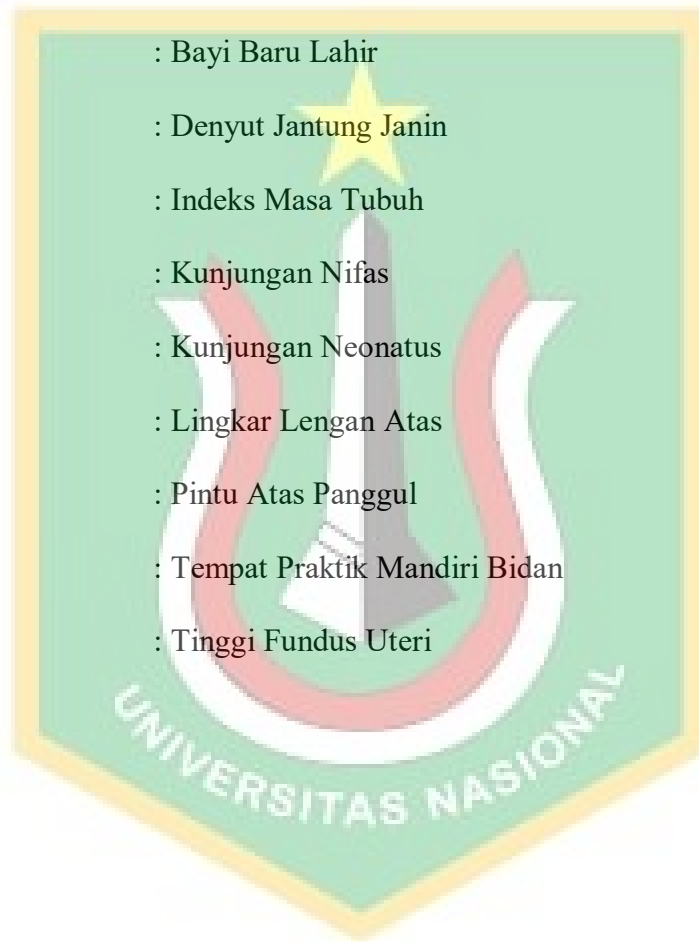 : Bayi Baru Lahir
: Denyut Jantung Janin
: Indeks Masa Tubuh
: Kunjungan Nifas
: Kunjungan Neonatus
: Lingkar Lengan Atas
: Pintu Atas Panggul
: Tempat Praktik Mandiri Bidan
: Tinggi Fundus Uteri
UNIVERSITAS NASIONAL